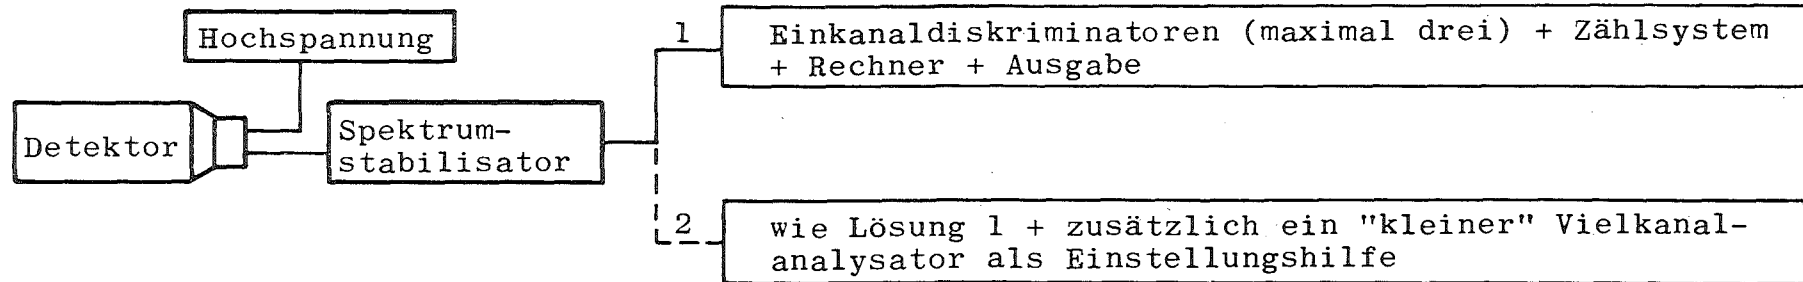 Hochspannung
Detektor
Spektrum-
stabilisator
1
Einkanaldiskriminatoren (maximal drei) + Zählsystem
+ Rechner + Ausgabe
2
wie Lösung 1 + zusätzlich ein "kleiner" Vielkanal-
analysator als Einstellungshilfe